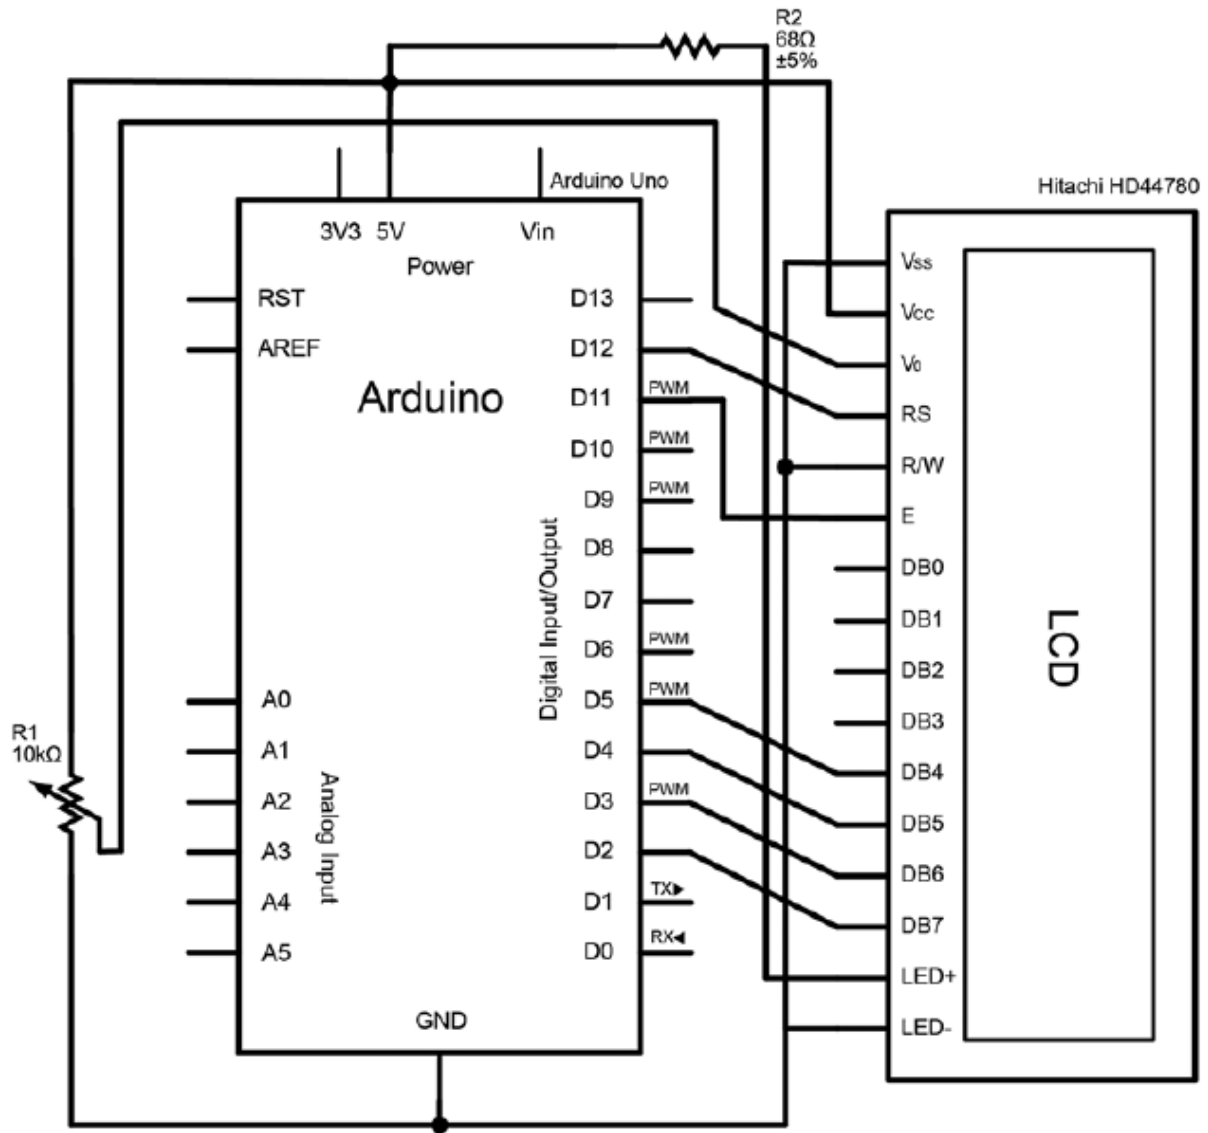 R2
68Ω
±5%
Arduino Uno
Hitachi HD44780
3V3 5V Vin
Power
RST
AREF
Arduino
A0
A1
A2
A3
A4
A5
Analog Input
R1
10kΩ
D13
D12
D11 PWM
D10 PWM
D9 PWM
D8
D7
D6 PWM
D5 PWM
D4
D3 PWM
D2
D1 TX▶
D0 RX◀
Digital Input/Output
GND
Vss
Vcc
V0
RS
R/W
E
DB0
DB1
DB2
DB3
DB4
DB5
DB6
DB7
LED+
LED-
LCD